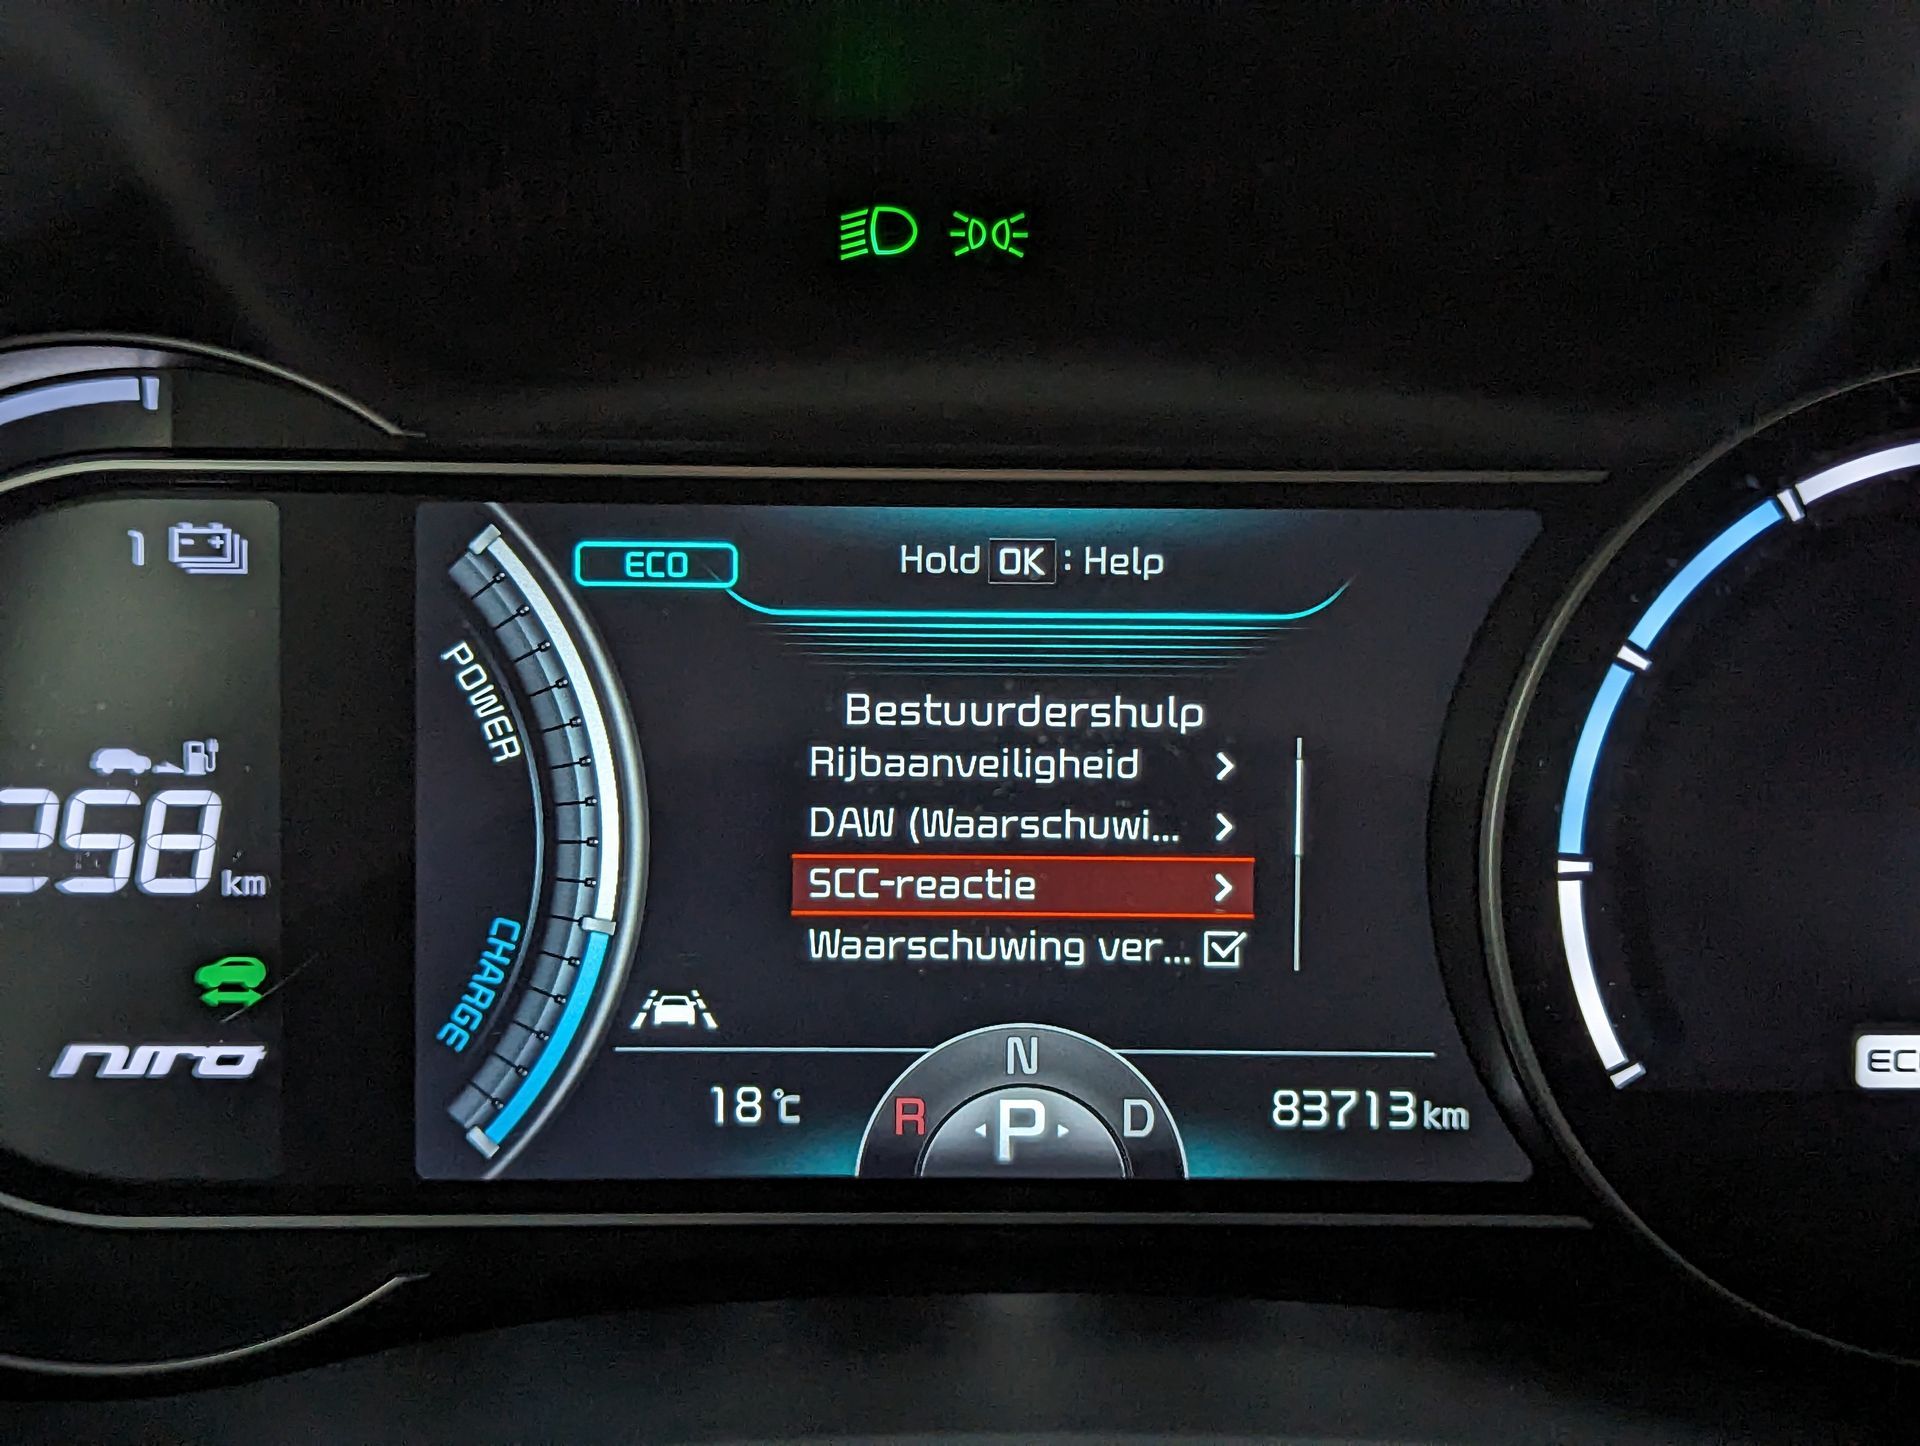 ECO
Hold OK : Help
1
POWER
Bestuurdershulp
Rijbaanveiligheid
DAW (Waarschuwi...
SCC-reactie
Waarschuwing ver...
258 km
CHARGE
niro
N
R P D
18 °C
83713 km